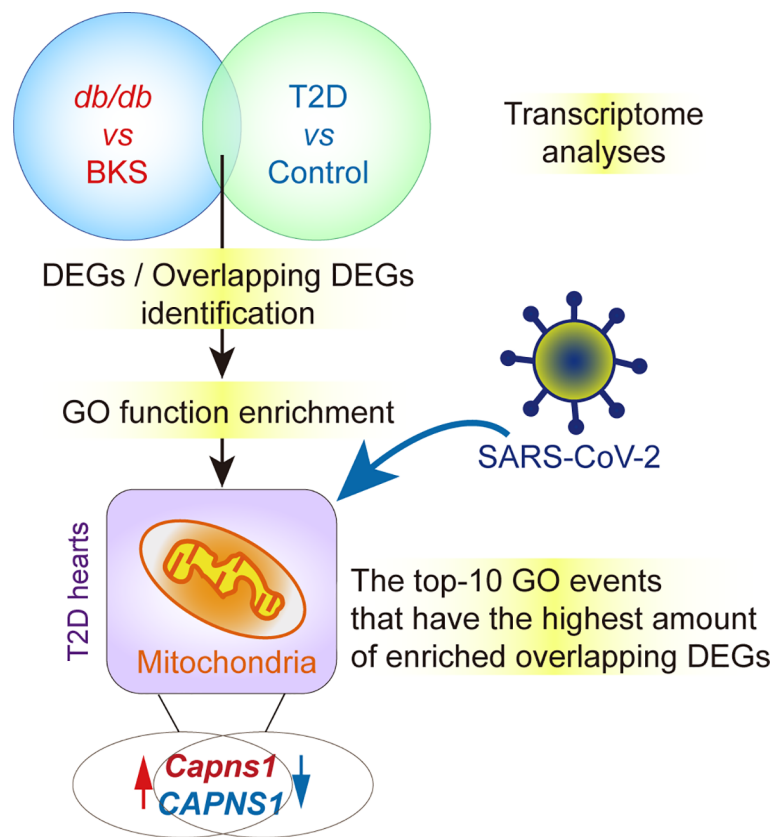 db/db
vs
BKS
T2D
vs
Control
Transcriptome
analyses
DEGs / Overlapping DEGs
identification
GO function enrichment
SARS-CoV-2
T2D hearts
Mitochondria
The top-10 GO events
that have the highest amount
of enriched overlapping DEGs
Capns1
CAPNS1